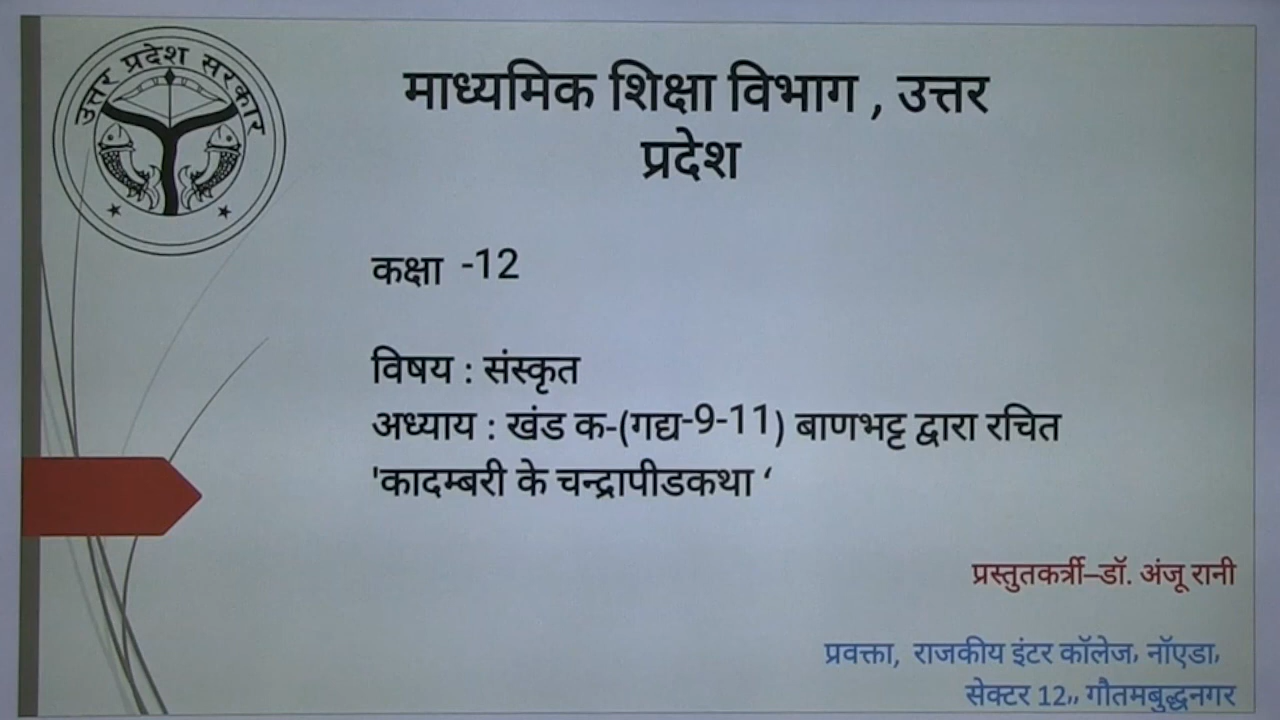 उत्तर प्रदेश सरकार
माध्यमिक शिक्षा विभाग , उत्तर
प्रदेश
कक्षा -12
विषय : संस्कृत
अध्याय : खंड क-(गद्य-9-11) बाणभट्ट द्वारा रचित
'कादम्बरी के चन्द्रापीडकथा ‘
प्रस्तुतकर्त्री–डॉ. अंजू रानी
प्रवक्ता, राजकीय इंटर कॉलेज, नॉएडा,
सेक्टर 12,, गौतमबुद्धनगर